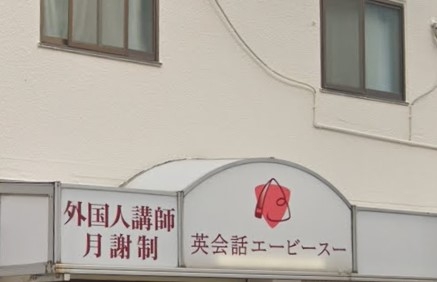 外国人講師
月謝制
英会話エービースー